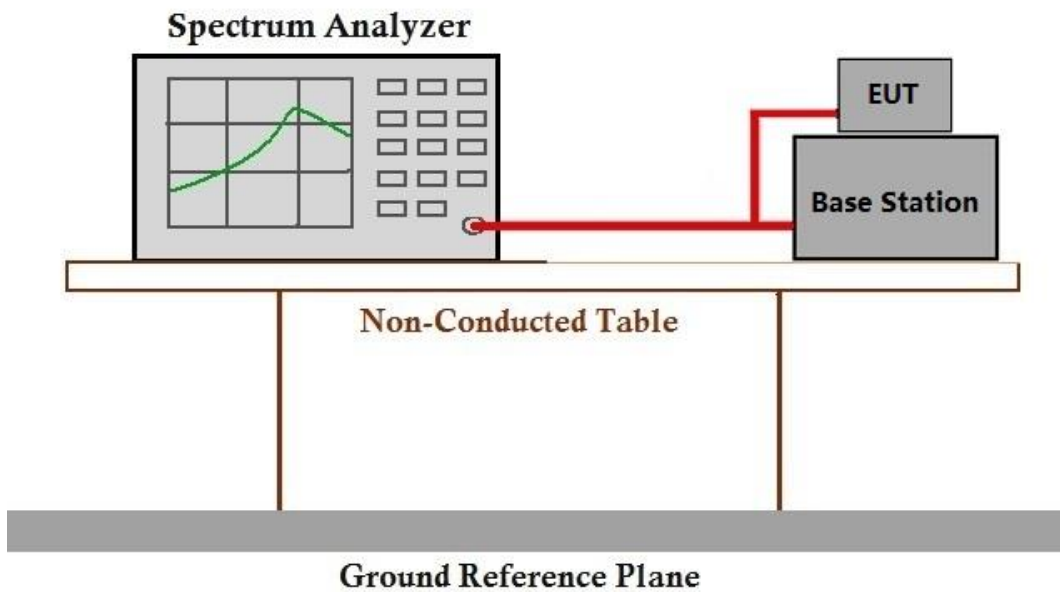 Spectrum Analyzer
EUT
Base Station
Non-Conducted Table
Ground Reference Plane